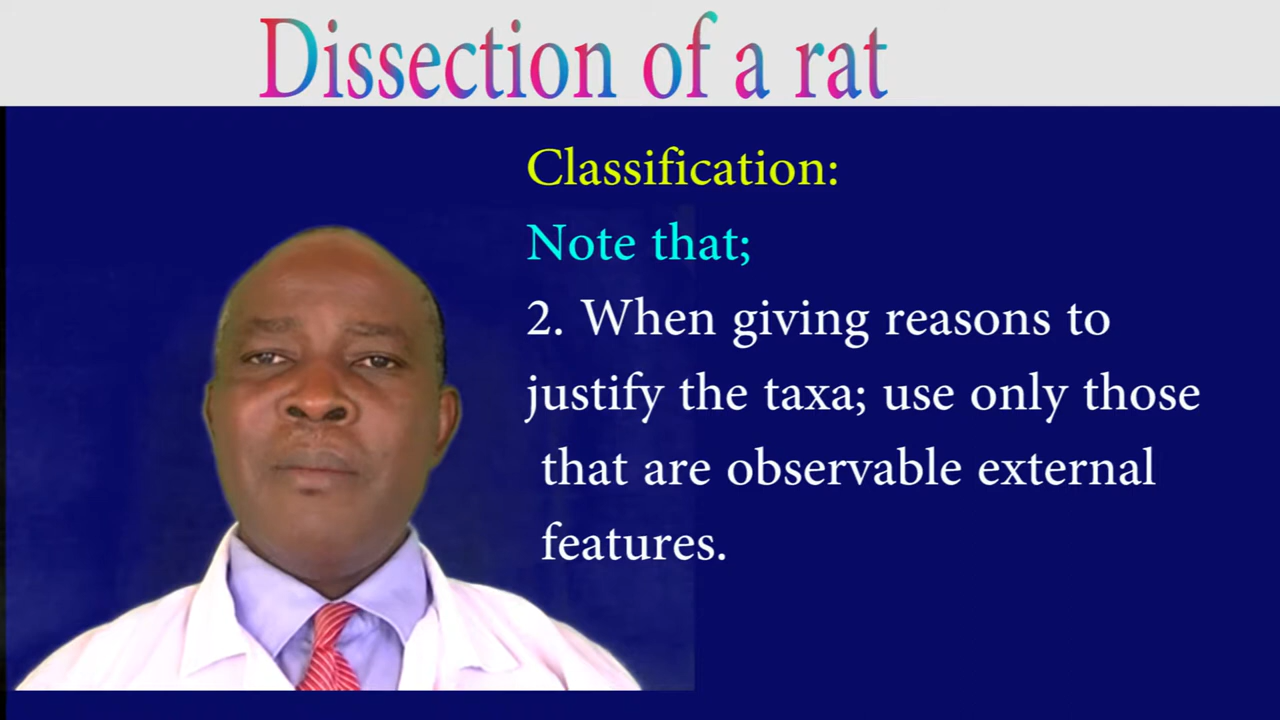 Dissection of a rat
Classification:
Note that;
2. When giving reasons to
justify the taxa; use only those
that are observable external
features.